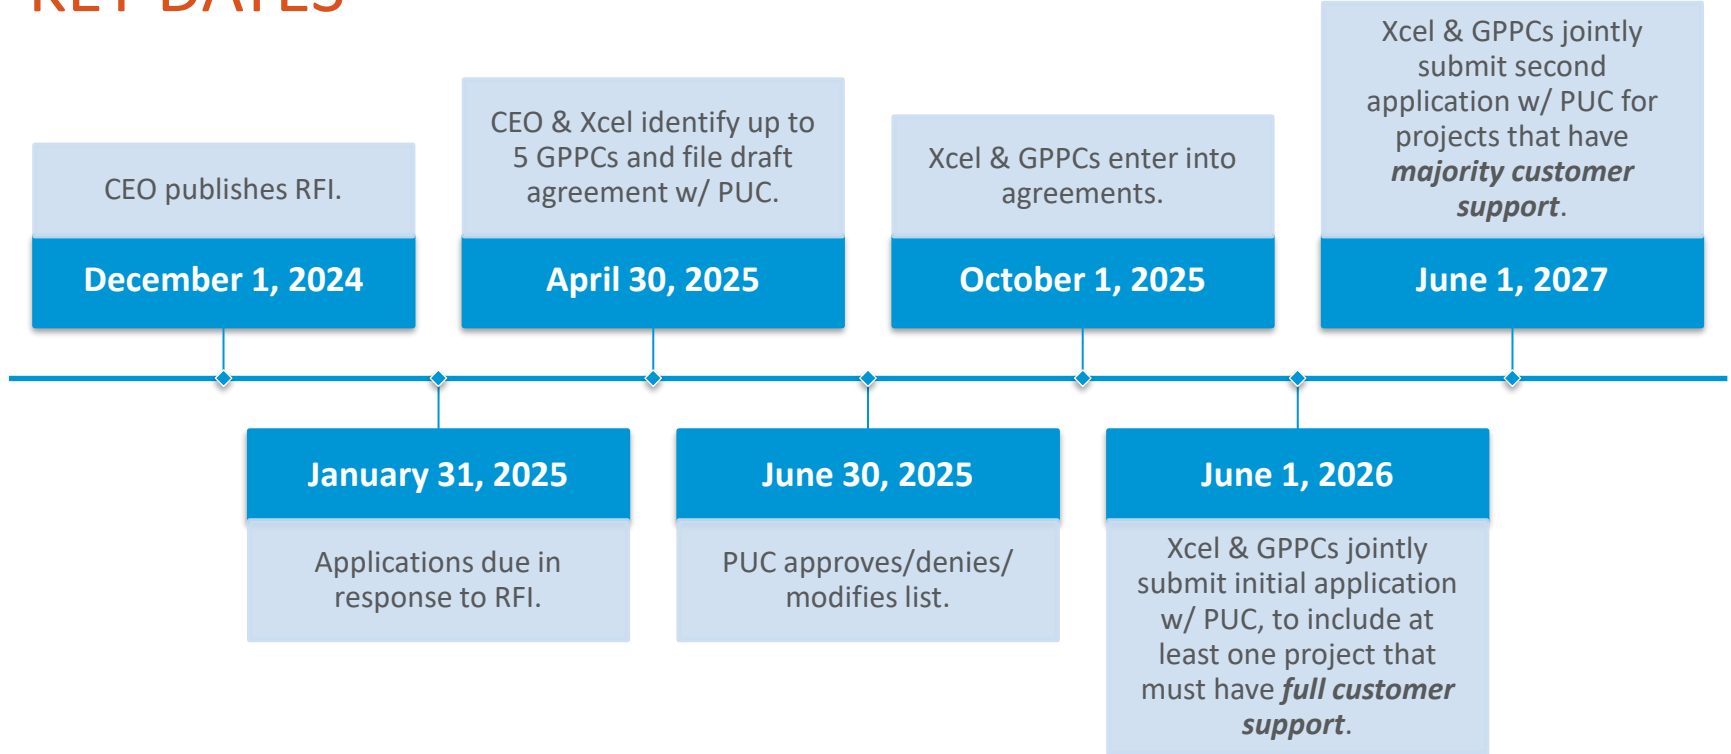 KEY DATES
CEO publishes RFI.
December 1, 2024
CEO & Xcel identify up to
5 GPPCs and file draft
agreement w/ PUC.
April 30, 2025
Xcel & GPPCs enter into
agreements.
October 1, 2025
Xcel & GPPCs jointly
submit second
application w/ PUC for
projects that have
majority customer
support.
June 1, 2027
January 31, 2025
Applications due in
response to RFI.
June 30, 2025
PUC approves/denies/
modifies list.
June 1, 2026
Xcel & GPPCs jointly
submit initial application
w/ PUC, to include at
least one project that
must have full customer
support.